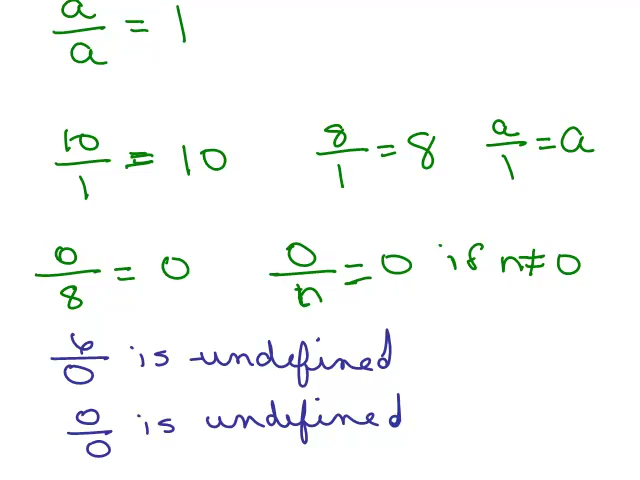 a/a = 1
10/1 = 10 8/1 = 8 a/1 = a
0/8 = 0 0/n = 0 if n ≠ 0
6/0 is undefined
0/0 is undefined